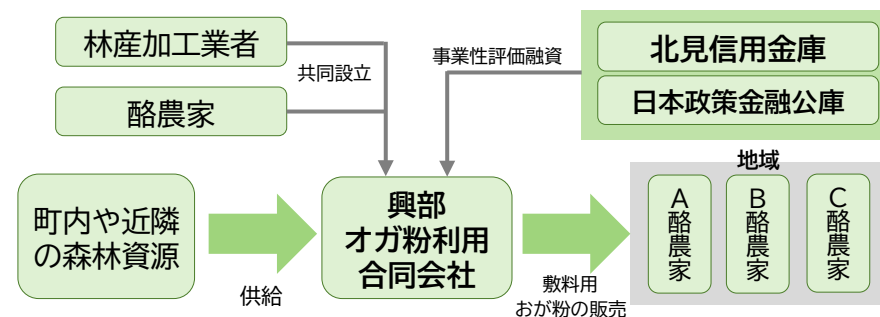 林産加工業者
酪農家
共同設立
事業性評価融資
北見信用金庫
日本政策金融公庫
町内や近隣
の森林資源
供給
興部
オガ粉利用
合同会社
敷料用
おが粉の販売
地域
A酪農家
B酪農家
C酪農家